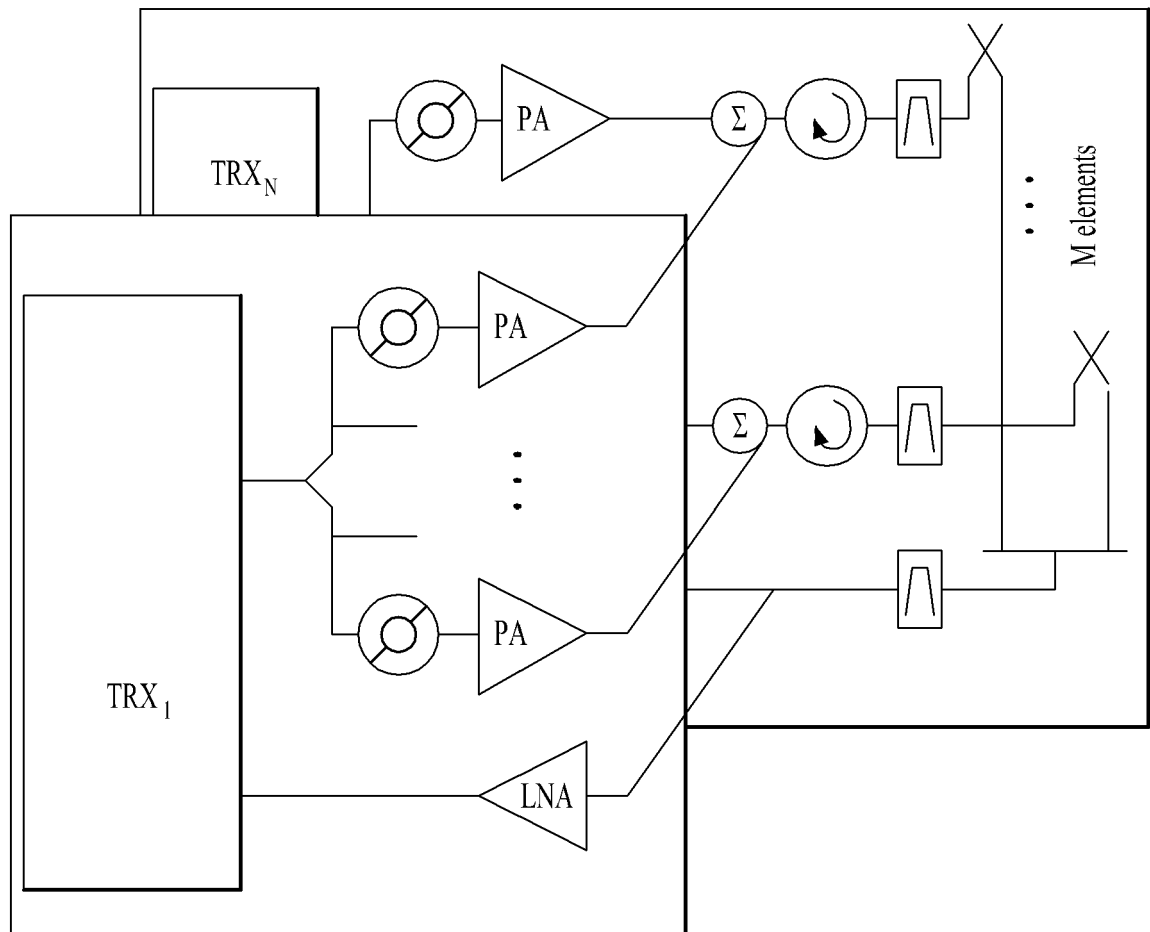 PA
Σ
TRX_N
M elements
PA
Σ
PA
TRX_1
LNA